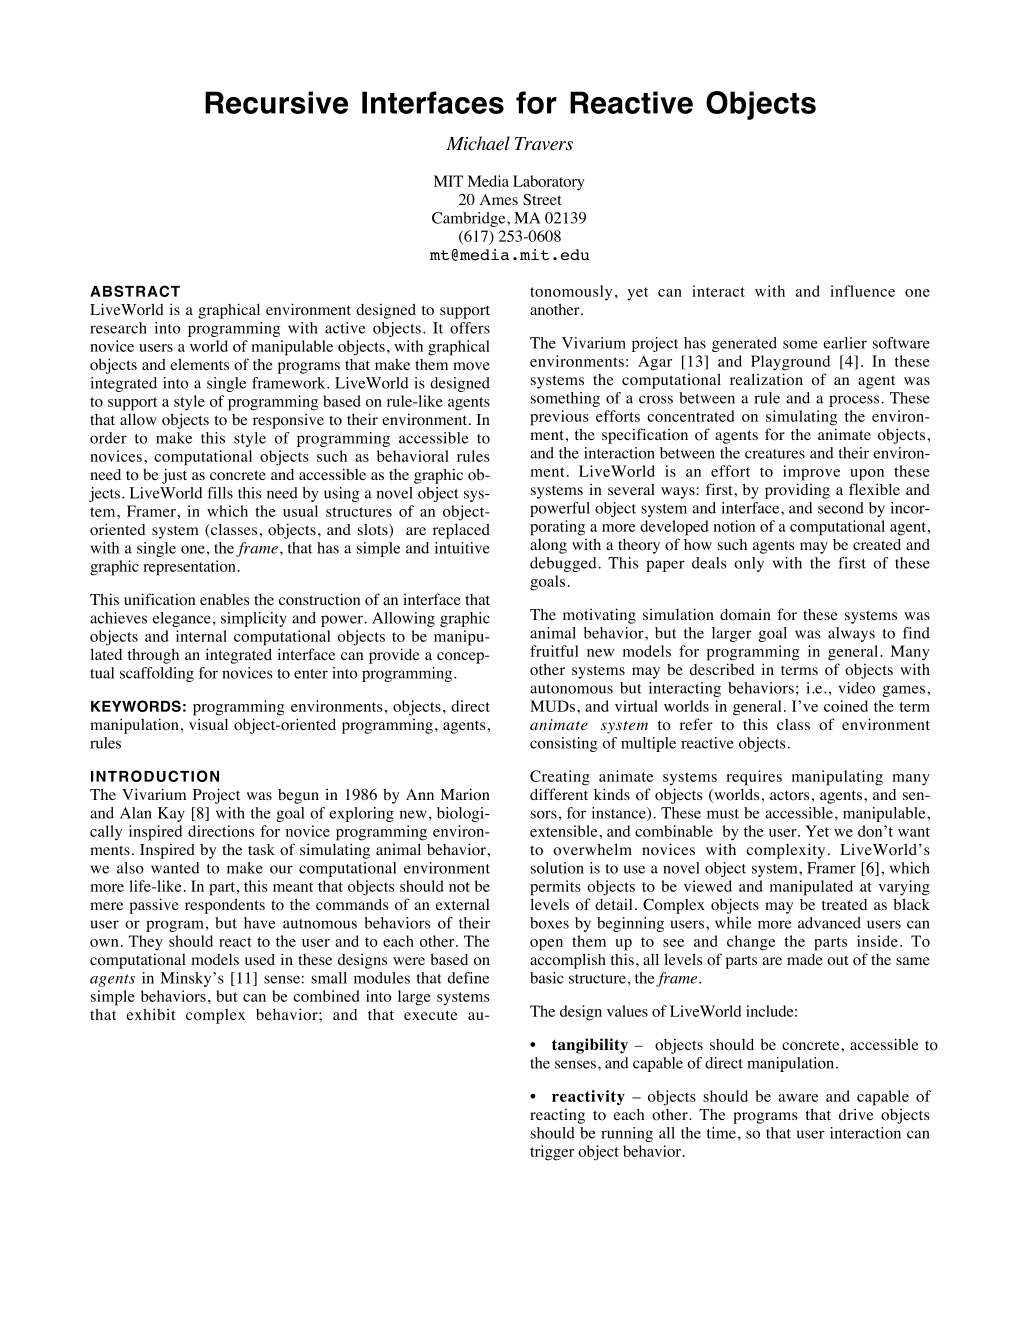 Recursive Interfaces for Reactive Objects
Michael Travers
MIT Media Laboratory
20 Ames Street
Cambridge, MA 02139
(617) 253-0608
mt@media.mit.edu
ABSTRACT
LiveWorld is a graphical environment designed to support
research into programming with active objects. It offers
novice users a world of manipulable objects, with graphical
objects and elements of the programs that make them move
integrated into a single framework. LiveWorld is designed
to support a style of programming based on rule-like agents
that allow objects to be responsive to their environment. In
order to make this style of programming accessible to
novices, computational objects such as behavioral rules
need to be just as concrete and accessible as the graphic ob-
jects. LiveWorld fills this need by using a novel object sys-
tem, Framer, in which the usual structures of an object-
oriented system (classes, objects, and slots) are replaced
with a single one, the frame, that has a simple and intuitive
graphic representation.
This unification enables the construction of an interface that
achieves elegance, simplicity and power. Allowing graphic
objects and internal computational objects to be manipu-
lated through an integrated interface can provide a concep-
tual scaffolding for novices to enter into programming.
KEYWORDS: programming environments, objects, direct
manipulation, visual object-oriented programming, agents,
rules
INTRODUCTION
The Vivarium Project was begun in 1986 by Ann Marion
and Alan Kay [8] with the goal of exploring new, biologi-
cally inspired directions for novice programming environ-
ments. Inspired by the task of simulating animal behavior,
we also wanted to make our computational environment
more life-like. In part, this meant that objects should not be
mere passive respondents to the commands of an external
user or program, but have autnomous behaviors of their
own. They should react to the user and to each other. The
computational models used in these designs were based on
agents in Minsky's [11] sense: small modules that define
simple behaviors, but can be combined into large systems
that exhibit complex behavior; and that execute au-
tonomously, yet can interact with and influence one
another.
The Vivarium project has generated some earlier software
environments: Agar [13] and Playground [4]. In these
systems the computational realization of an agent was
something of a cross between a rule and a process. These
previous efforts concentrated on simulating the environ-
ment, the specification of agents for the animate objects,
and the interaction between the creatures and their environ-
ment. LiveWorld is an effort to improve upon these
systems in several ways: first, by providing a flexible and
powerful object system and interface, and second by incor-
porating a more developed notion of a computational agent,
along with a theory of how such agents may be created and
debugged. This paper deals only with the first of these
goals.
The motivating simulation domain for these systems was
animal behavior, but the larger goal was always to find
fruitful new models for programming in general. Many
other systems may be described in terms of objects with
autonomous but interacting behaviors; i.e., video games,
MUDs, and virtual worlds in general. I've coined the term
animate system to refer to this class of environment
consisting of multiple reactive objects.
Creating animate systems requires manipulating many
different kinds of objects (worlds, actors, agents, and sen-
sors, for instance). These must be accessible, manipulable,
extensible, and combinable by the user. Yet we don't want
to overwhelm novices with complexity. LiveWorld's
solution is to use a novel object system, Framer [6], which
permits objects to be viewed and manipulated at varying
levels of detail. Complex objects may be treated as black
boxes by beginning users, while more advanced users can
open them up to see and change the parts inside. To
accomplish this, all levels of parts are made out of the same
basic structure, the frame.
The design values of LiveWorld include:
• tangibility – objects should be concrete, accessible to
the senses, and capable of direct manipulation.
• reactivity – objects should be aware and capable of
reacting to each other. The programs that drive objects
should be running all the time, so that user interaction can
trigger object behavior.